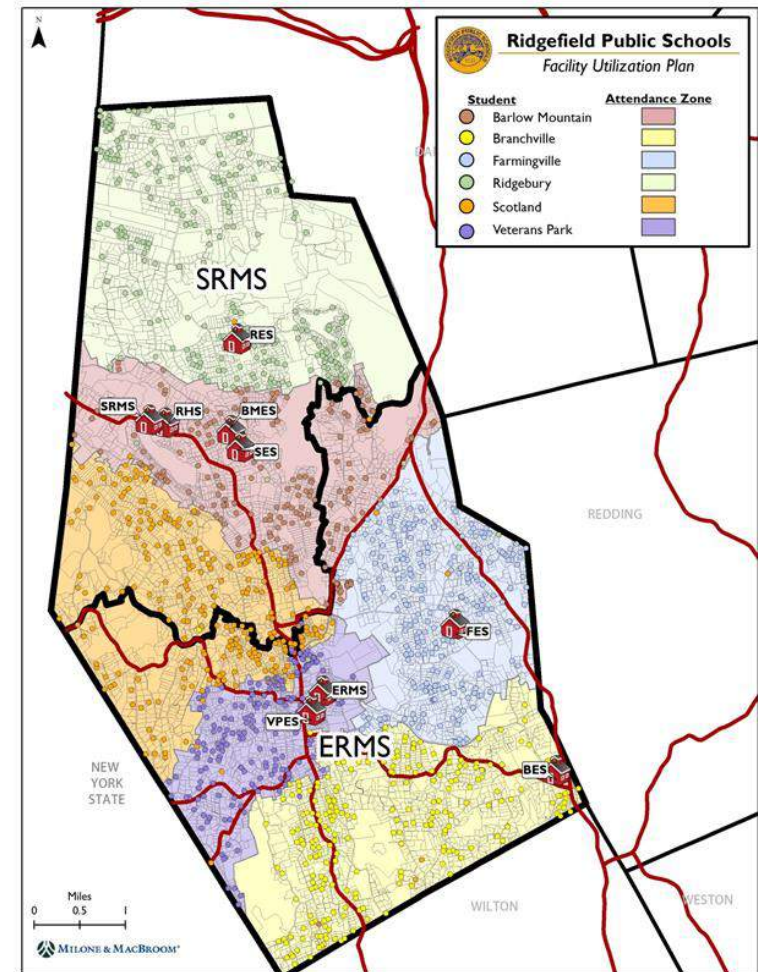 N
Ridgefield Public Schools
Facility Utilization Plan
Student
Attendance Zone
Barlow Mountain
Branchville
Farmingville
Ridgebury
Scotland
Veterans Park
SRMS
RES
SRMS
RHS
BMES
SES
REDDING
FES
ERMS
VPES
ERMS
NEW
YORK
STATE
BES
WILTON
WESTON
Miles
0 0.5 1
MILONE & MACBROOM